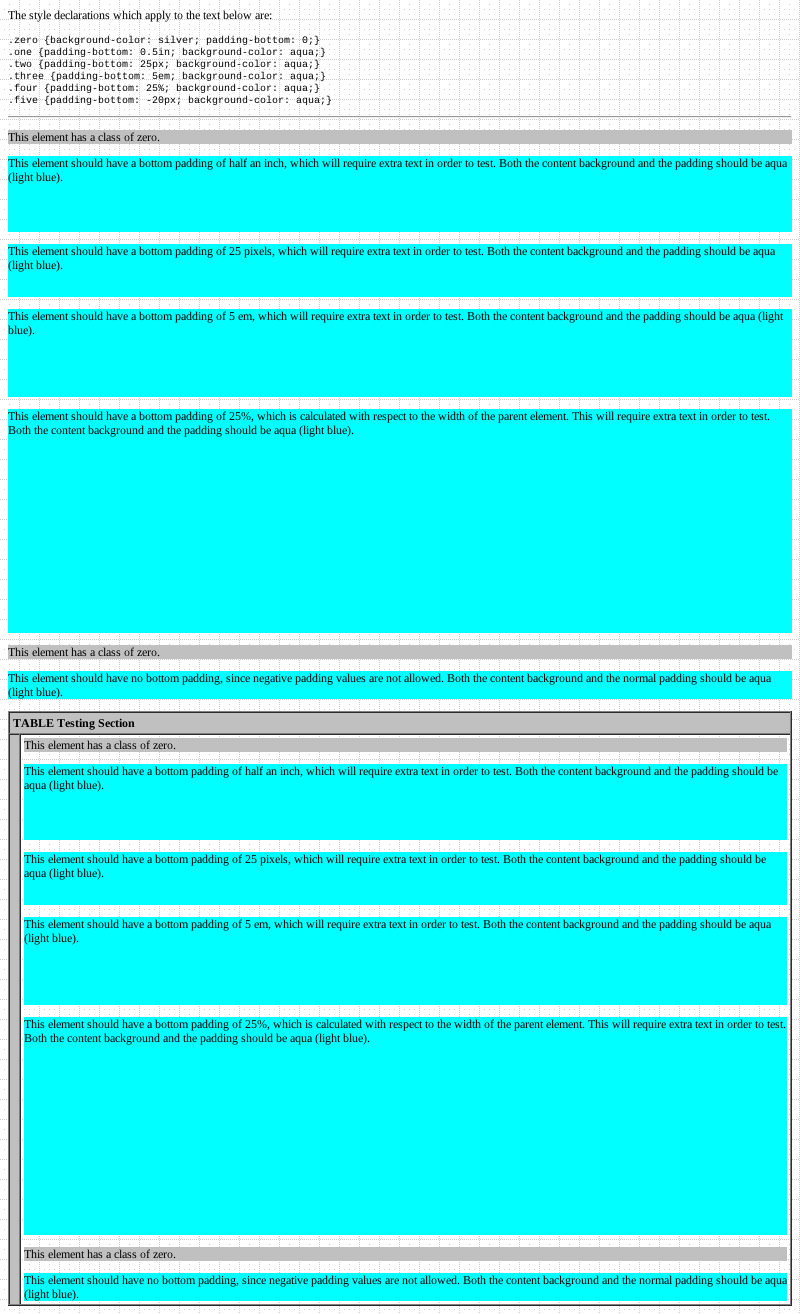 The style declarations which apply to the text below are:
.zero {background-color: silver; padding-bottom: 0;}
.one {padding-bottom: 0.5in; background-color: aqua;}
.two {padding-bottom: 25px; background-color: aqua;}
.three {padding-bottom: 5em; background-color: aqua;}
.four {padding-bottom: 25%; background-color: aqua;}
.five {padding-bottom: -20px; background-color: aqua;}
This element has a class of zero.
This element should have a bottom padding of half an inch, which will require extra text in order to test. Both the content background and the padding should be aqua
(light blue).
This element should have a bottom padding of 25 pixels, which will require extra text in order to test. Both the content background and the padding should be aqua
(light blue).
This element should have a bottom padding of 5 em, which will require extra text in order to test. Both the content background and the padding should be aqua (light
blue).
This element should have a bottom padding of 25%, which is calculated with respect to the width of the parent element. This will require extra text in order to test.
Both the content background and the padding should be aqua (light blue).
This element has a class of zero.
This element should have no bottom padding, since negative padding values are not allowed. Both the content background and the normal padding should be aqua
(light blue).
TABLE Testing Section
This element has a class of zero.
This element should have a bottom padding of half an inch, which will require extra text in order to test. Both the content background and the padding should be
aqua (light blue).
This element should have a bottom padding of 25 pixels, which will require extra text in order to test. Both the content background and the padding should be
aqua (light blue).
This element should have a bottom padding of 5 em, which will require extra text in order to test. Both the content background and the padding should be aqua
(light blue).
This element should have a bottom padding of 25%, which is calculated with respect to the width of the parent element. This will require extra text in order to test.
Both the content background and the padding should be aqua (light blue).
This element has a class of zero.
This element should have no bottom padding, since negative padding values are not allowed. Both the content background and the normal padding should be aqua
(light blue).